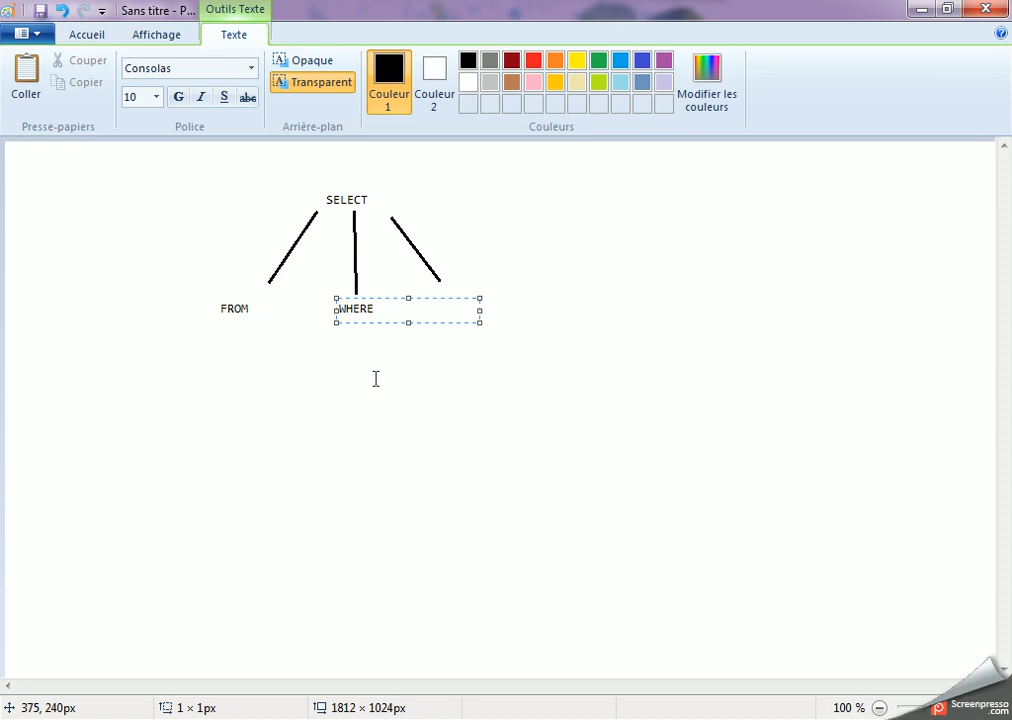 Sans titre - P...
Outils Texte
Accueil
Affichage
Texte
Coller
Couper
Copier
Presse-papiers
Consolas
10
G I S abc
Police
Opaque
Transparent
Arrière-plan
Couleur
1
Couleur
2
Modifier les
couleurs
Couleurs
SELECT
FROM
WHERE
375, 240px
1 × 1px
1812 × 1024px
100 %
Screenpresso
.com